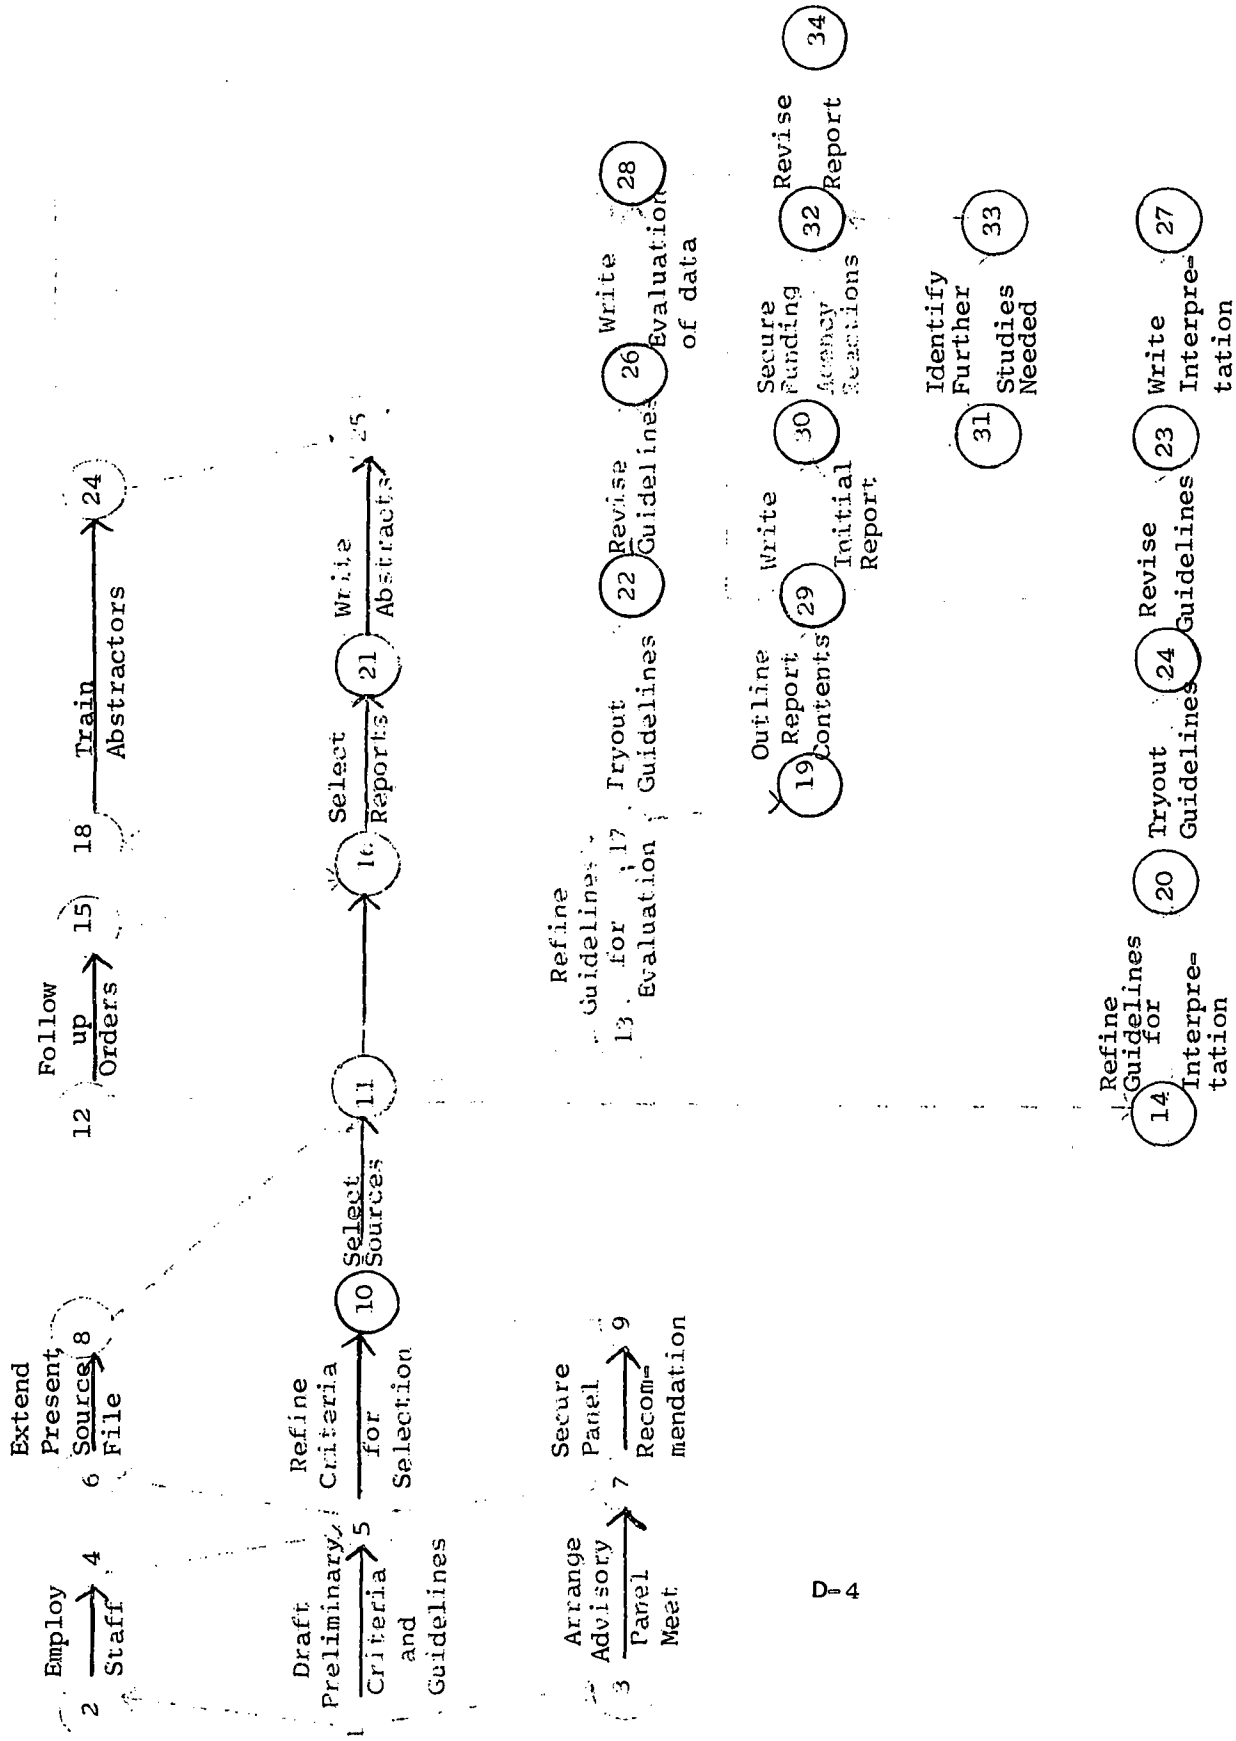 2
Employ
Staff
4
6
Extend
Present
Source
File
8
12
Follow
up
Orders
15
18
Train
Abstractors
24
1
Draft
Preliminary
Criteria
and
Guidelines
5
Refine
Criteria
for
Selection
10
Select
Sources
11
16
Select
Reports
21
Write
Abstracts
25
3
Arrange
Advisory
Panel
Meet
7
Secure
Panel
Recom-
mendation
9
13
Refine
Guidelines
for
Evaluation
17
Tryout
Guidelines
22
Revise
Guidelines
26
Write
Evaluation
of data
28
19
Outline
Report
Contents
29
Write
Initial
Report
30
Secure
Funding
Agency
Reactions
32
Revise
Report
34
31
Identify
Further
Studies
Needed
33
14
Refine
Guidelines
for
Interpre-
tation
20
Tryout
Guidelines
24
Revise
Guidelines
23
Write
Interpre-
tation
27
D-4